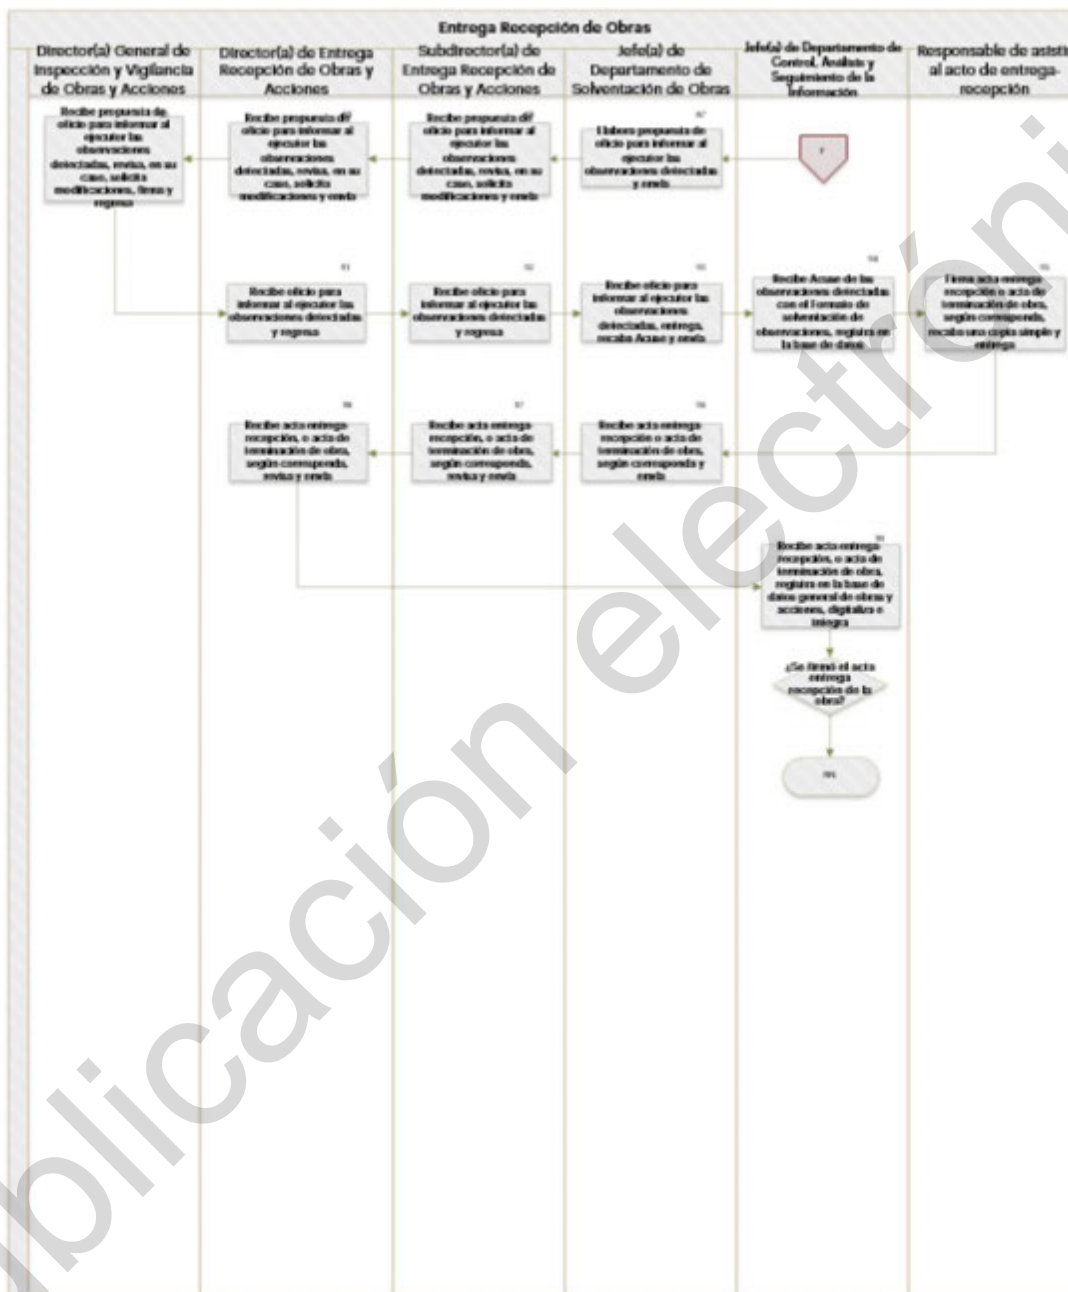 Entrega Recepción de Obras
Director(a) General de
Inspección y Vigilancia
de Obras y Acciones
Director(a) de Entrega
Recepción de Obras y
Acciones
Subdirector(a) de
Entrega Recepción de
Obras y Acciones
Jefe(a) de
Departamento de
Solventación de Obras
Jefe(a) de Departamento de
Control, Análisis y
Seguimiento de la
Información
Responsable de asistir
al acto de entrega-
recepción
Recibe propuesta de
oficio para informar al
ejecutor las
observaciones
detectadas, revisa, en su
caso, solicita
modificaciones, firma y
regresa
Recibe propuesta de
oficio para informar al
ejecutor las
observaciones
detectadas, revisa, en su
caso, solicita
modificaciones y envía
Recibe propuesta de
oficio para informar al
ejecutor las
observaciones
detectadas, revisa, en su
caso, solicita
modificaciones y envía
Elabora propuesta de
oficio para informar al
ejecutor las
observaciones detectadas
y envía
Recibe oficio para
informar al ejecutor las
observaciones detectadas
y regresa
Recibe oficio para
informar al ejecutor las
observaciones detectadas
y regresa
Recibe oficio para
informar al ejecutor las
observaciones
detectadas, entrega,
recaba Acuse y envía
Recibe Acuse de las
observaciones detectadas
con el Formato de
solventación de
observaciones, registra en
la base de datos
Firma acta entrega-
recepción o acta de
terminación de obra,
según corresponda,
recaba una copia simple y
entrega
Recibe acta entrega-
recepción, o acta de
terminación de obra,
según corresponda,
revisa y envía
Recibe acta entrega-
recepción, o acta de
terminación de obra,
según corresponda,
revisa y envía
Recibe acta entrega-
recepción o acta de
terminación de obra,
según corresponda y
envía
Recibe acta entrega-
recepción, o acta de
terminación de obra,
registra en la base de
datos general de obras y
acciones, digitaliza e
integra
¿Se firmó el acta
entrega
recepción de la
obra?
ublicación electróni